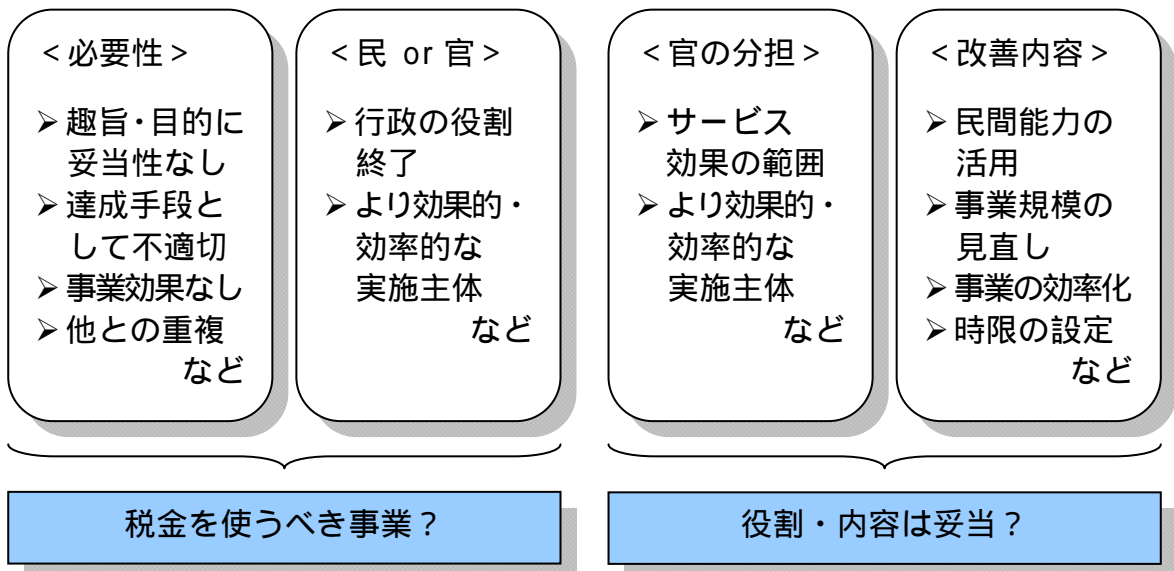 ＜必要性＞
➢趣旨・目的に
妥当性なし
➢達成手段と
して不適切
➢事業効果なし
➢他との重複
など
＜民 or 官＞
➢行政の役割
終了
➢より効果的・
効率的な
実施主体
など
＜官の分担＞
➢サービス
効果の範囲
➢より効果的・
効率的な
実施主体
など
＜改善内容＞
➢民間能力の
活用
➢事業規模の
見直し
➢事業の効率化
➢時限の設定
など
税金を使うべき事業？
役割・内容は妥当？